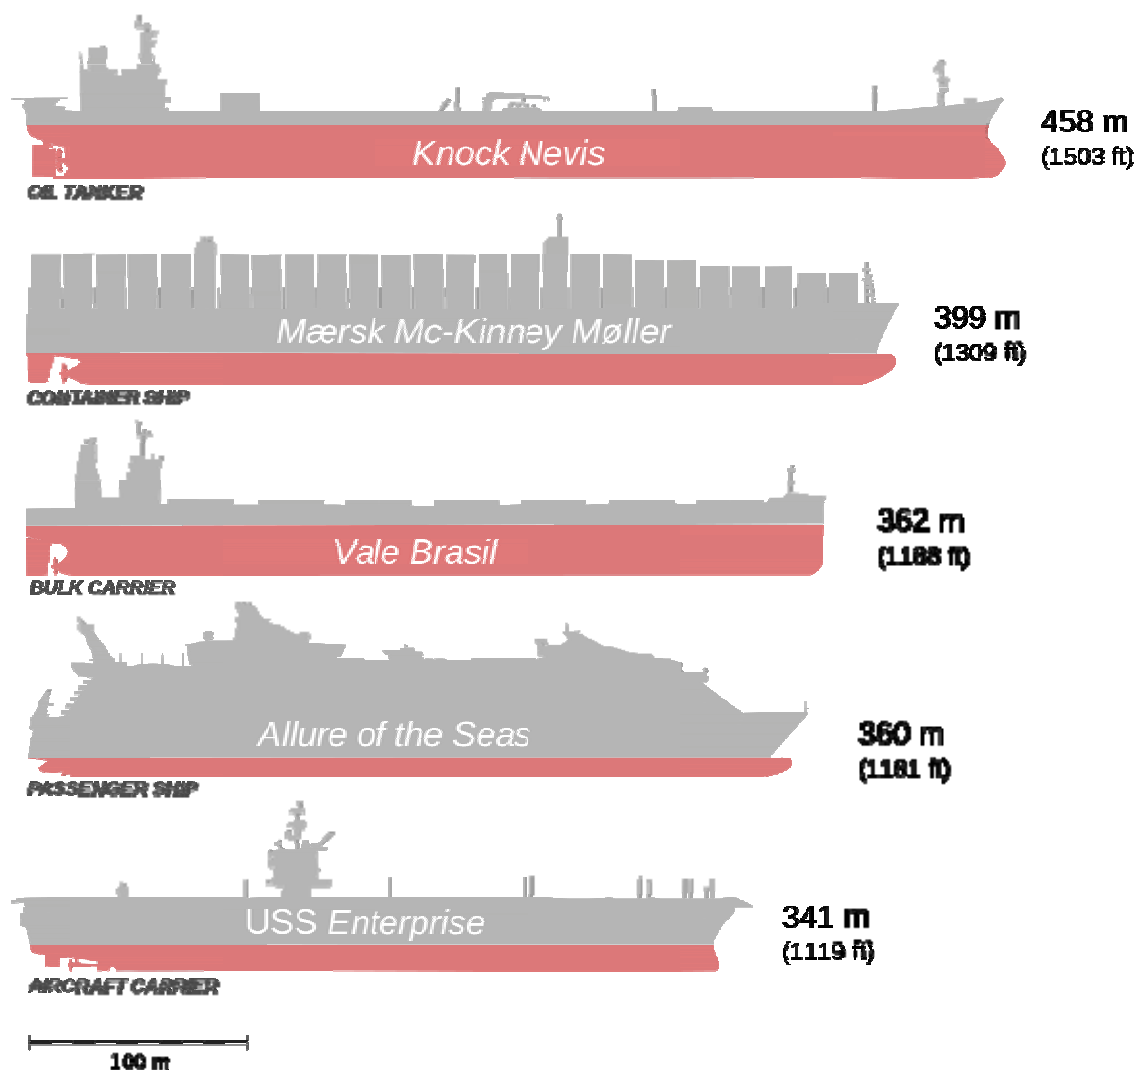 Knock Nevis
458 m
(1503 ft)
OIL TANKER
Mærsk Mc-Kinney Møller
399 m
(1309 ft)
CONTAINER SHIP
Vale Brasil
362 m
(1188 ft)
BULK CARRIER
Allure of the Seas
360 m
(1181 ft)
PASSENGER SHIP
USS Enterprise
341 m
(1119 ft)
AIRCRAFT CARRIER
100 m